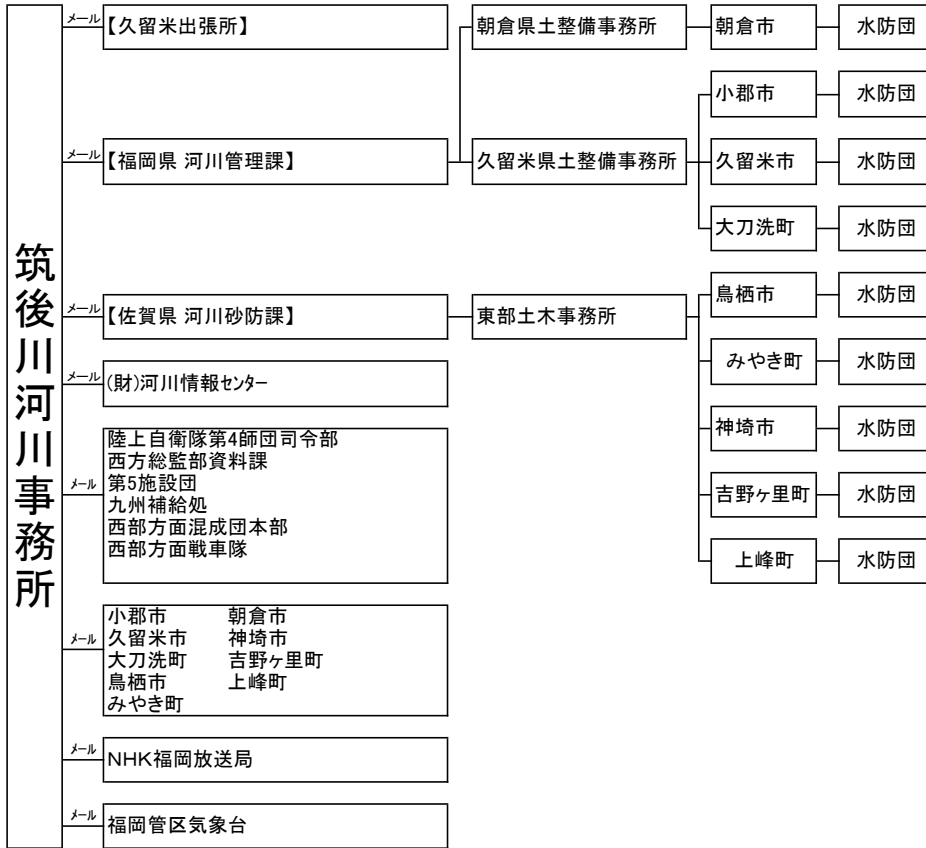 筑後川河川事務所
メール
【久留米出張所】
朝倉県土整備事務所
朝倉市
水防団
小郡市
水防団
メール
【福岡県 河川管理課】
久留米県土整備事務所
久留米市
水防団
大刀洗町
水防団
メール
【佐賀県 河川砂防課】
東部土木事務所
鳥栖市
水防団
みやき町
水防団
神埼市
水防団
吉野ヶ里町
水防団
上峰町
水防団
メール
(財)河川情報センター
メール
陸上自衛隊第4師団司令部
西方総監部資料課
第5施設団
九州補給処
西部方面混成団本部
西部方面戦車隊
メール
小郡市 朝倉市
久留米市 神埼市
大刀洗町 吉野ヶ里町
鳥栖市 上峰町
みやき町
メール
NHK福岡放送局
メール
福岡管区気象台